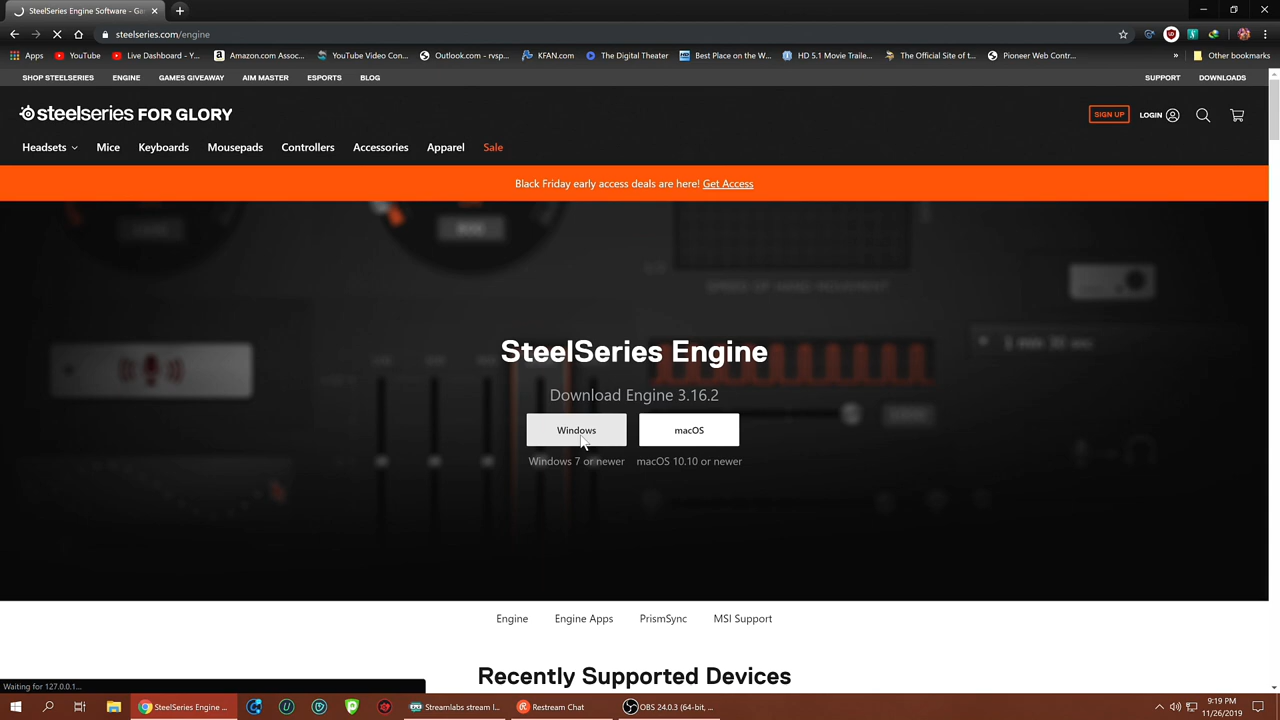 SteelSeries Engine Software - Ga
steelseries.com/engine
Apps YouTube Live Dashboard - Y... Amazon.com Assoc... YouTube Video Con... Outlook.com - rvsp... KFAN.com The Digital Theater Best Place on the W... HD 5.1 Movie Traile... The Official Site of t... Pioneer Web Contr... » Other bookmarks
SHOP STEELSERIES ENGINE GAMES GIVEAWAY AIM MASTER ESPORTS BLOG SUPPORT DOWNLOADS
steelseries FOR GLORY SIGN UP LOGIN
Headsets Mice Keyboards Mousepads Controllers Accessories Apparel Sale
Black Friday early access deals are here! Get Access
SteelSeries Engine
Download Engine 3.16.2
Windows macOS
Windows 7 or newer macOS 10.10 or newer
Engine Engine Apps PrismSync MSI Support
Recently Supported Devices
Waiting for 127.0.0.1...
SteelSeries Engine ... Streamlabs stream l... Restream Chat OBS 24.0.3 (64-bit, ...
9:19 PM
11/26/2019